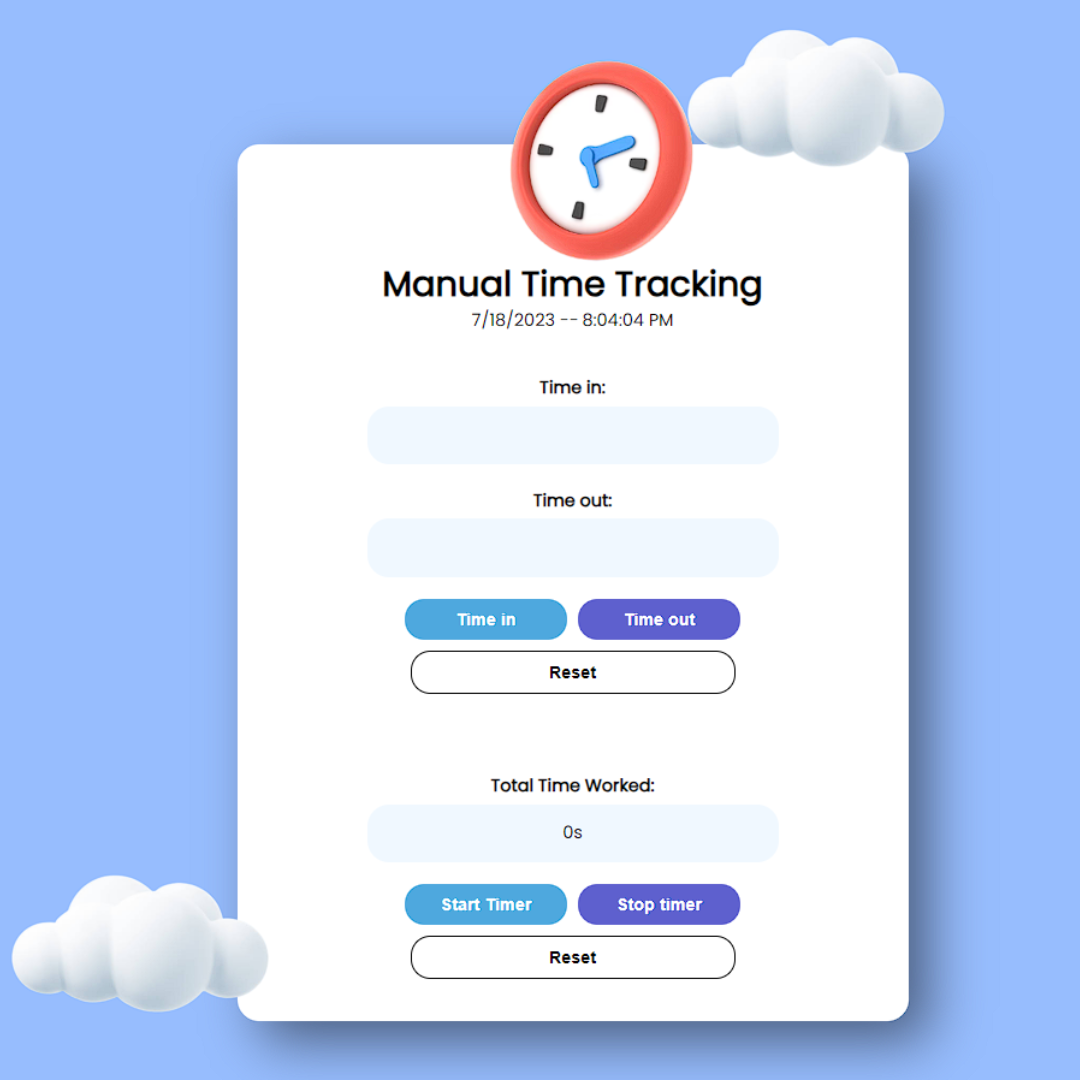 Manual Time Tracking
7/18/2023 -- 8:04:04 PM
Time in:
Time out:
Time in
Time out
Reset
Total Time Worked:
0s
Start Timer
Stop timer
Reset